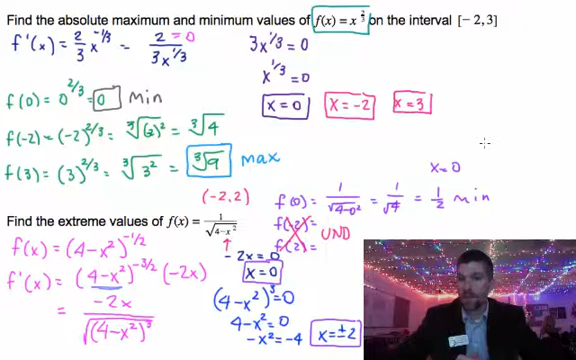 Find the absolute maximum and minimum values of f(x) = x^(2/3) on the interval [-2,3]
f'(x) = 2/3 x^(-1/3) = 2 = 0 / 3x^(1/3)
3x^(1/3) = 0
x^(1/3) = 0
x = 0
x = -2
x = 3
f(0) = 0^(2/3) = 0 min
f(-2) = (-2)^(2/3) = ∛(-2)² = ∛4
f(3) = (3)^(2/3) = ∛3² = ∛9 max
(-2,2)
Find the extreme values of f(x) = 1/√(4-x²)
f(x) = (4-x²)^(-1/2)
f'(x) = (4-x²)^(-3/2) (-2x)
= -2x / √(4-x²)³
-2x = 0
x = 0
(4-x²)³ = 0
4-x² = 0
-x² = -4
x = ±2
x = 0
f(0) = 1/√(4-0²) = 1/√4 = 1/2 min
f(-2) =
f(2) =
UND